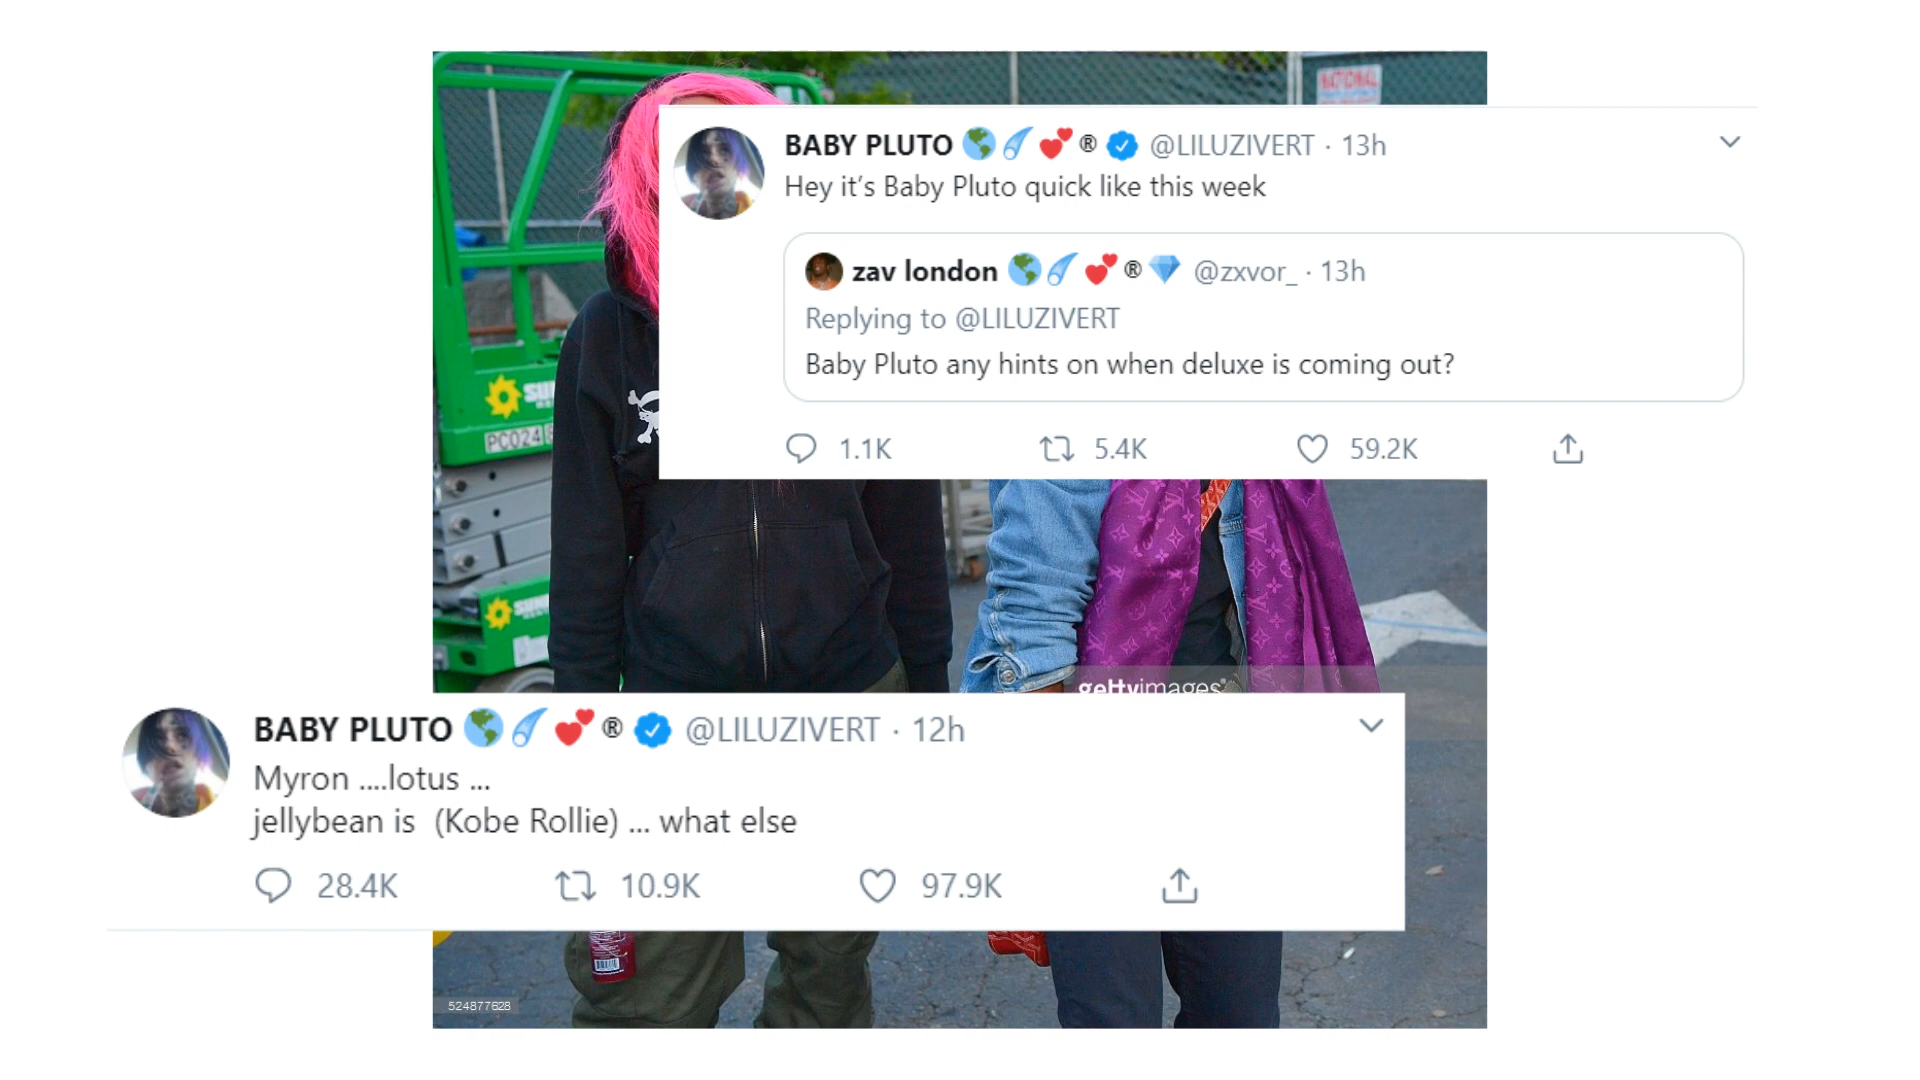 NATIONAL
BABY PLUTO 🌎☄️💕® @LILUZIVERT · 13h
Hey it's Baby Pluto quick like this week
zav london 🌎☄️💕®💎 @zxvor_ · 13h
Replying to @LILUZIVERT
Baby Pluto any hints on when deluxe is coming out?
1.1K 5.4K 59.2K
PC024
gettyimages®
BABY PLUTO 🌎☄️💕® @LILUZIVERT · 12h
Myron ....lotus ...
jellybean is (Kobe Rollie) ... what else
28.4K 10.9K 97.9K
524877628